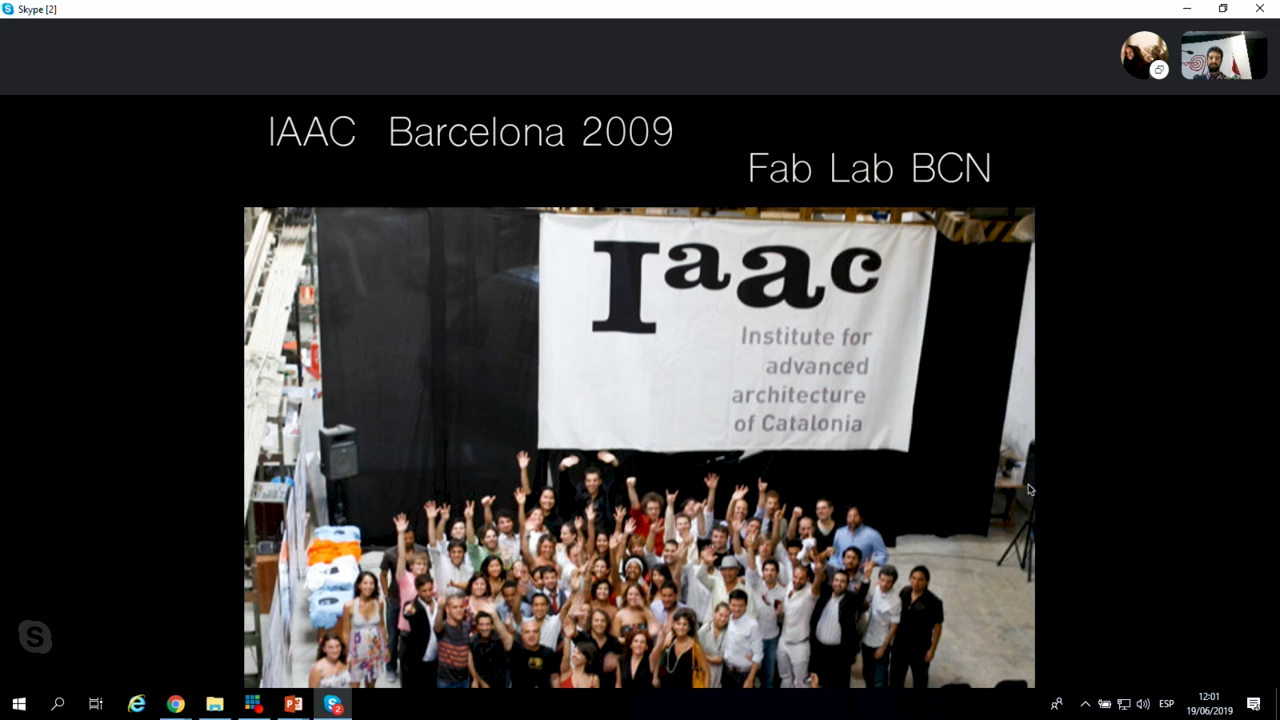 Skype [2]
IAAC Barcelona 2009
Fab Lab BCN
Iaac
Institute for
advanced
architecture
of Catalonia
ESP
12:01
19/06/2019